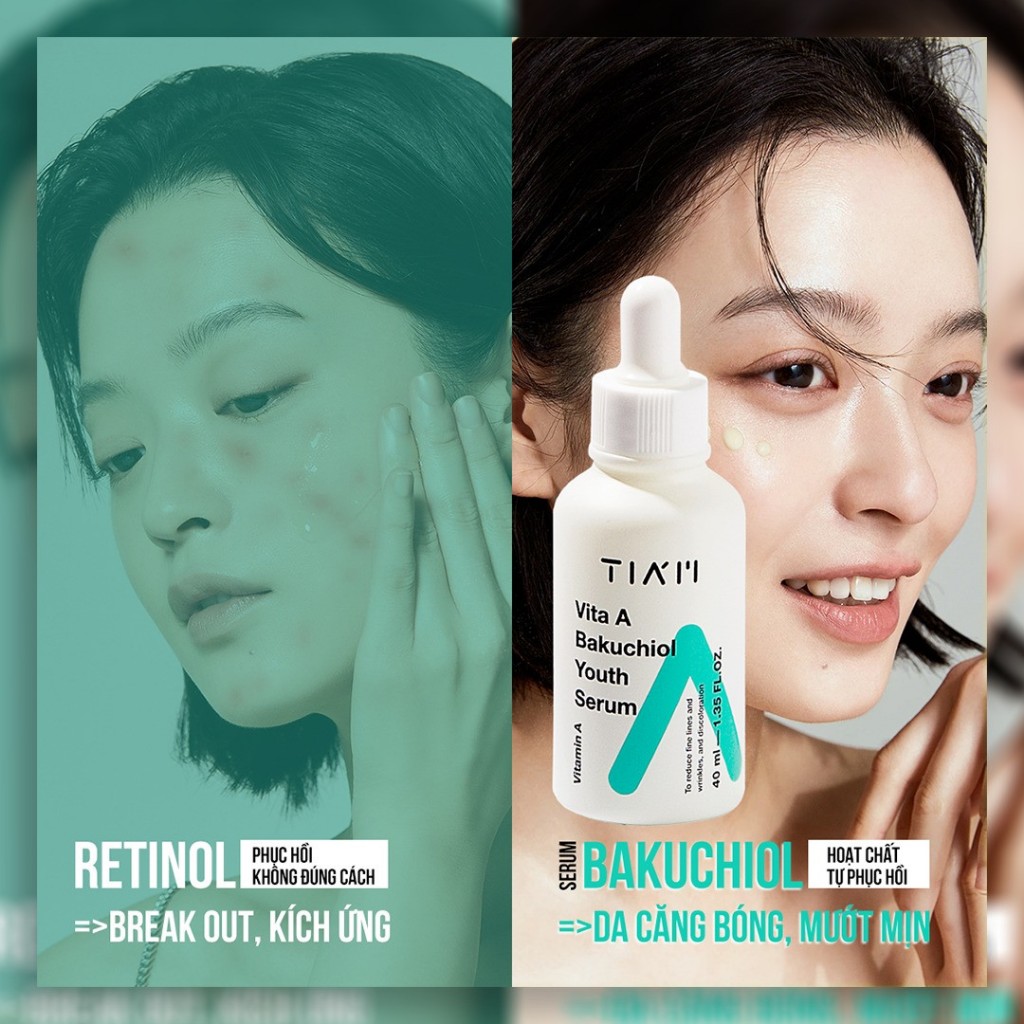 TIA'M
Vita A
Bakuchiol
Youth
Serum
Vitamin A
To reduce fine lines and
wrinkles, and discoloration
40 ml — 1.35 FL.OZ.
RETINOL
PHỤC HỒI
KHÔNG ĐÚNG CÁCH
=>BREAK OUT, KÍCH ỨNG
SERUM
BAKUCHIOL
HOẠT CHẤT
TỰ PHỤC HỒI
=>DA CĂNG BÓNG, MƯỚT MỊN